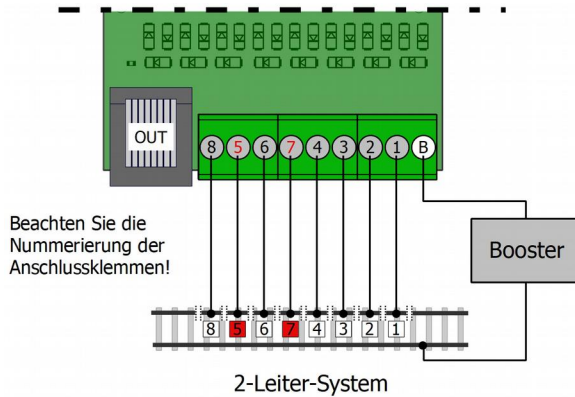 OUT
8 5 6 7 4 3 2 1 B
Beachten Sie die
Nummerierung der
Anschlussklemmen!
Booster
8 5 6 7 4 3 2 1
2-Leiter-System